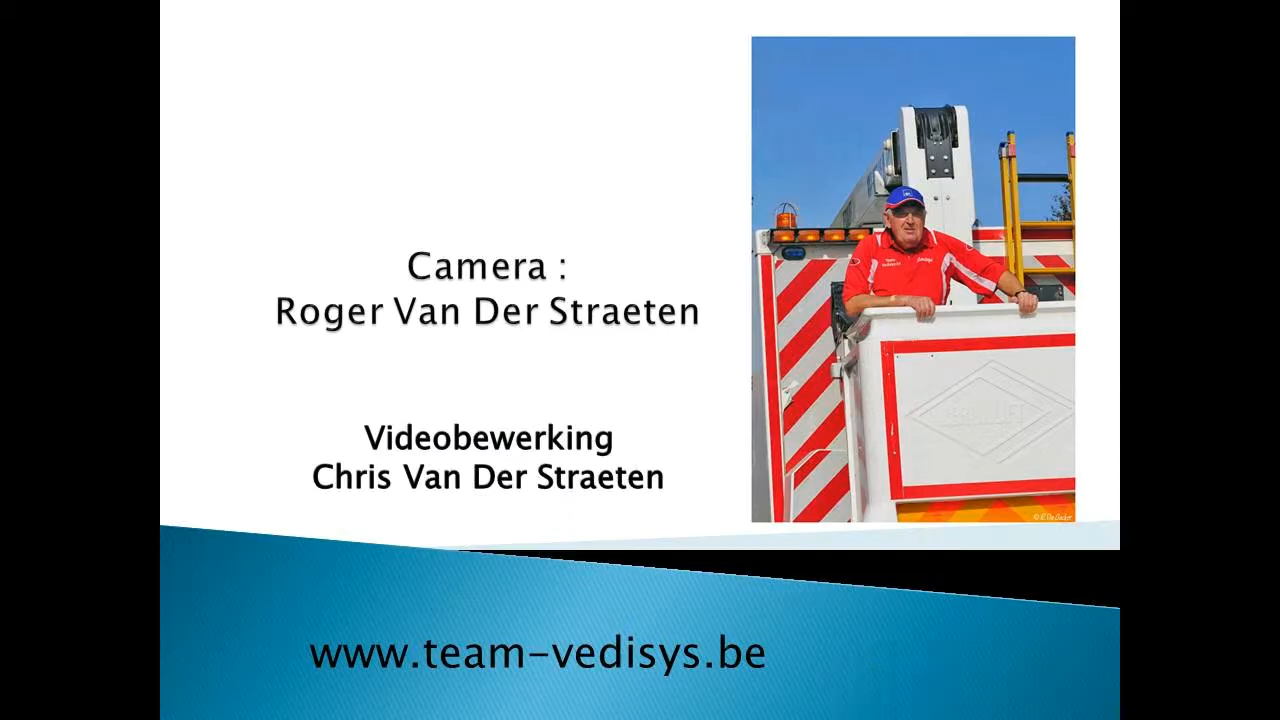 Camera :
Roger Van Der Straeten
Videobewerking
Chris Van Der Straeten
www.team-vedisys.be